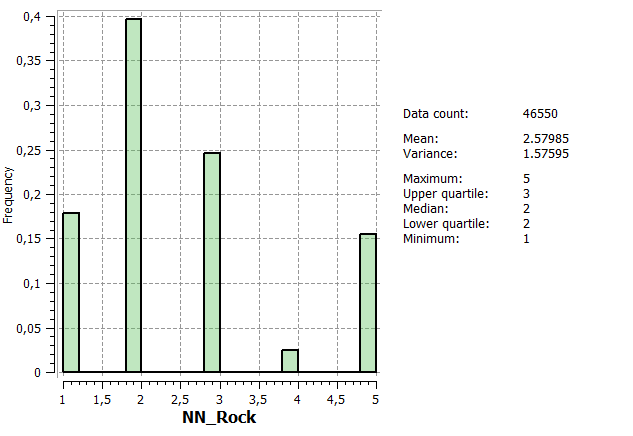 0,4
0,35
0,3
0,25
0,2
0,15
0,1
0,05
0
Frequency
1 1,5 2 2,5 3 3,5 4 4,5 5
NN_Rock
Data count: 46550
Mean: 2.57985
Variance: 1.57595
Maximum: 5
Upper quartile: 3
Median: 2
Lower quartile: 2
Minimum: 1